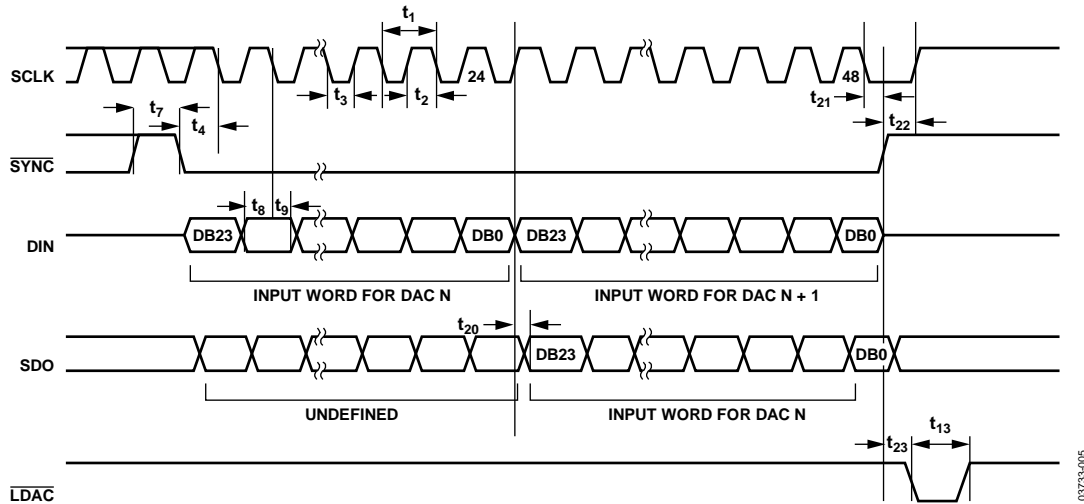 t1
SCLK
24
48
t3
t2
t21
t7
t4
t22
SYNC
t8
t9
DIN
DB23
DB0
DB23
DB0
INPUT WORD FOR DAC N
INPUT WORD FOR DAC N + 1
t20
SDO
DB23
DB0
UNDEFINED
INPUT WORD FOR DAC N
t23
t13
LDAC
03733-005